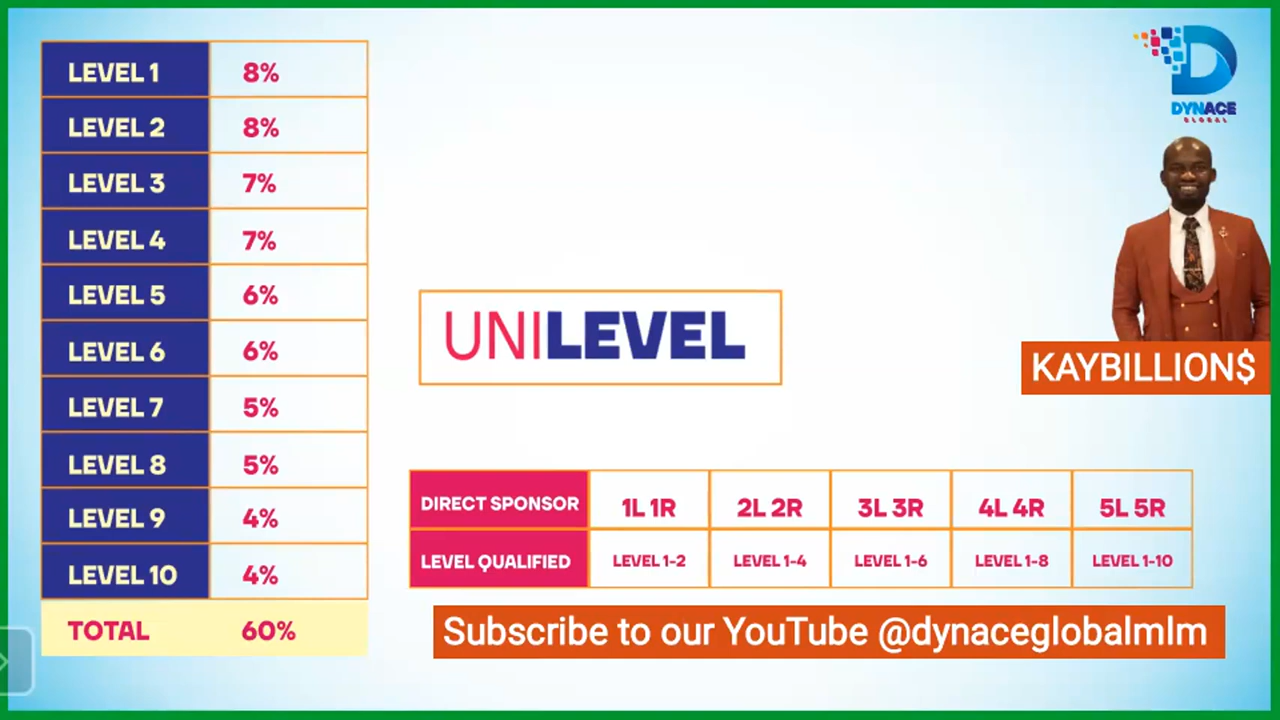 LEVEL 1 8%
LEVEL 2 8%
LEVEL 3 7%
LEVEL 4 7%
LEVEL 5 6%
LEVEL 6 6%
LEVEL 7 5%
LEVEL 8 5%
LEVEL 9 4%
LEVEL 10 4%
TOTAL 60%
UNILEVEL
DYNACE
GLOBAL
KAYBILLION$
DIRECT SPONSOR 1L 1R 2L 2R 3L 3R 4L 4R 5L 5R
LEVEL QUALIFIED LEVEL 1-2 LEVEL 1-4 LEVEL 1-6 LEVEL 1-8 LEVEL 1-10
Subscribe to our YouTube @dynaceglobalmlm